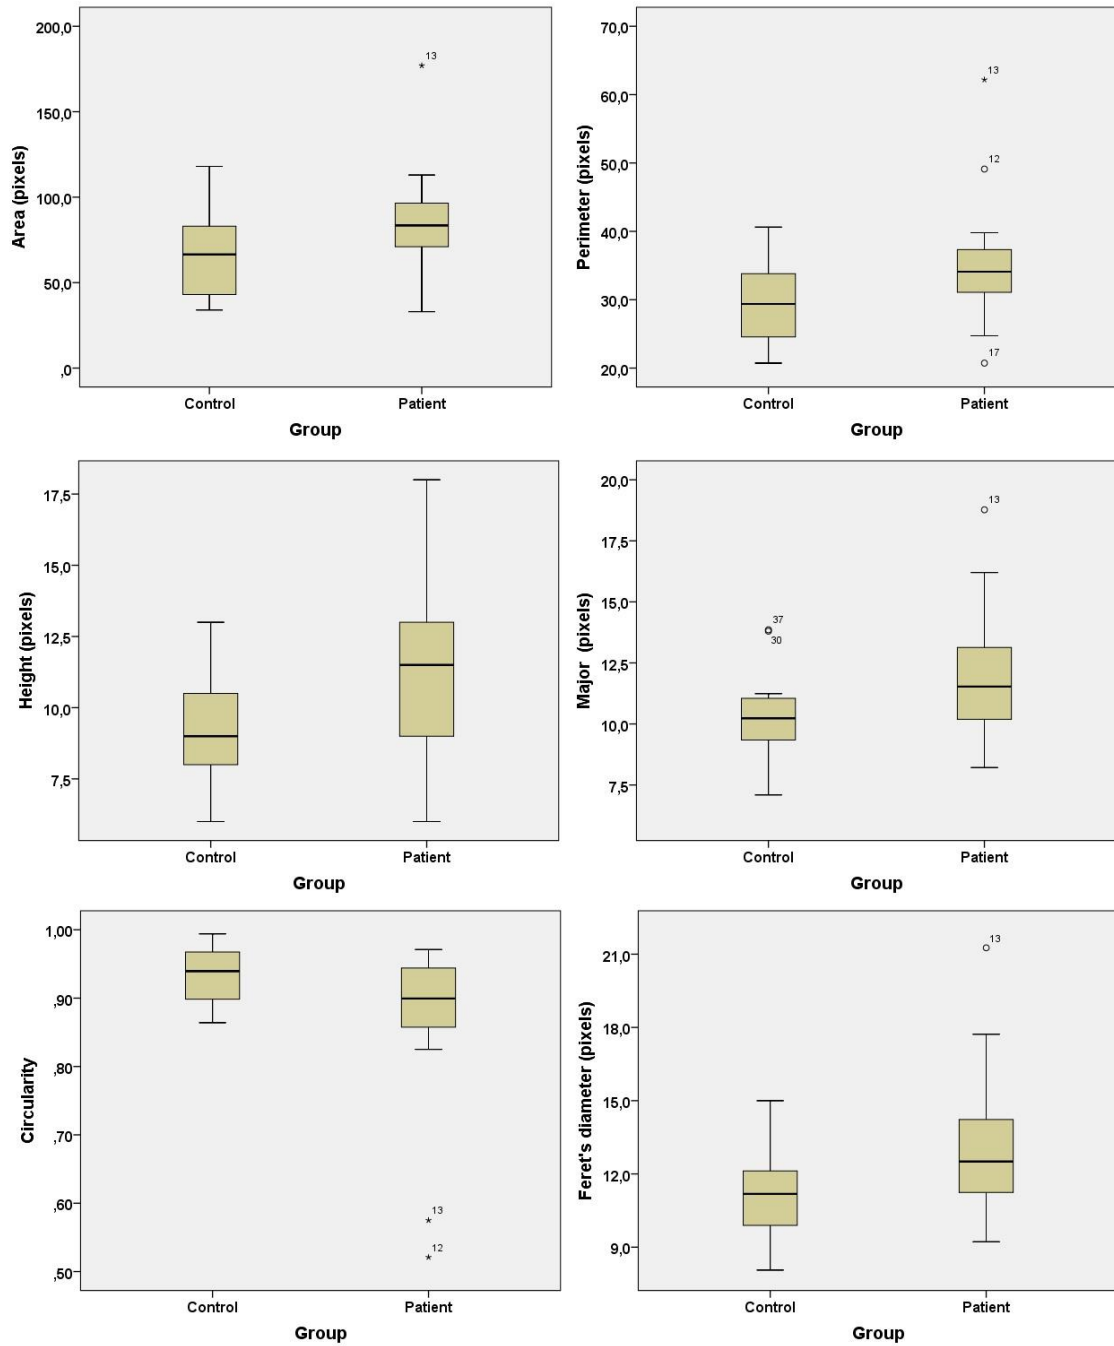 200,0
150,0
100,0
50,0
,0
Area (pixels)
13
Control
Patient
Group
70,0
60,0
50,0
40,0
30,0
20,0
Perimeter (pixels)
13
12
17
Control
Patient
Group
17,5
15,0
12,5
10,0
7,5
Height (pixels)
Control
Patient
Group
20,0
17,5
15,0
12,5
10,0
7,5
Major (pixels)
37
30
13
Control
Patient
Group
1,00
,90
,80
,70
,60
,50
Circularity
13
12
Control
Patient
Group
21,0
18,0
15,0
12,0
9,0
Feret's diameter (pixels)
13
Control
Patient
Group